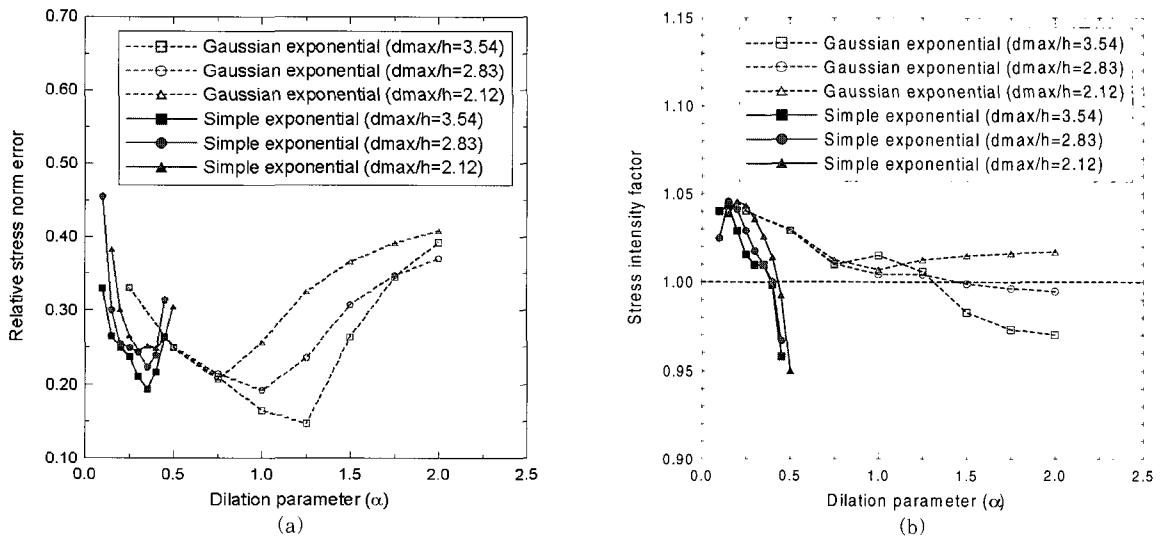 0.70
0.60
0.50
0.40
0.30
0.20
0.10
Relative stress norm error
Gaussian exponential (dmax/h=3.54)
Gaussian exponential (dmax/h=2.83)
Gaussian exponential (dmax/h=2.12)
Simple exponential (dmax/h=3.54)
Simple exponential (dmax/h=2.83)
Simple exponential (dmax/h=2.12)
0.0 0.5 1.0 1.5 2.0 2.5
Dilation parameter (α)
(a)
1.15
1.10
1.05
1.00
0.95
0.90
Stress intensity factor
Gaussian exponential (dmax/h=3.54)
Gaussian exponential (dmax/h=2.83)
Gaussian exponential (dmax/h=2.12)
Simple exponential (dmax/h=3.54)
Simple exponential (dmax/h=2.83)
Simple exponential (dmax/h=2.12)
0.0 0.5 1.0 1.5 2.0 2.5
Dilation parameter (α)
(b)